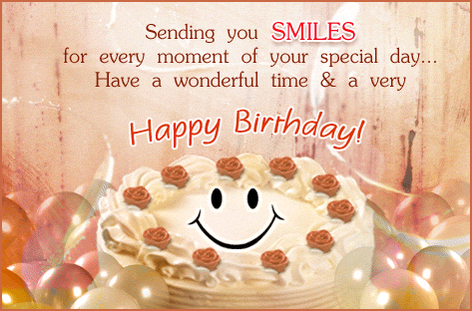 Sending you SMILES
for every moment of your special day...
Have a wonderful time & a very
Happy Birthday!